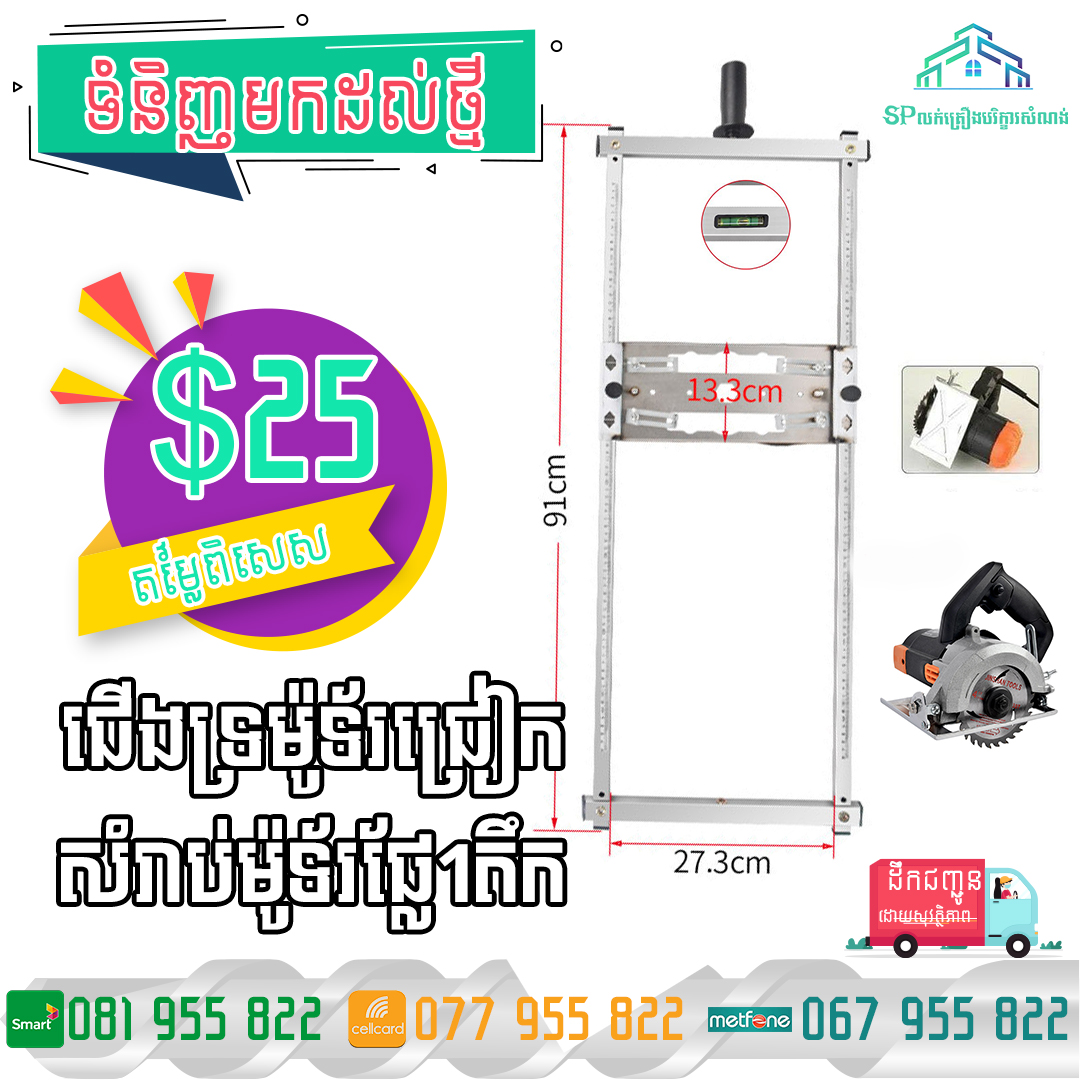 ទំនិញមកដល់ថ្មី
SPលក់គ្រឿងបរិក្ខារសំណង់
$25
តម្លៃពិសេស
13.3cm
91cm
27.3cm
ជើងទ្រម៉ូទ័រជ្រៀក
សំរាប់ម៉ូទ័រផ្លែ1តឹក
ដឹកជញ្ជូន
ដោយសុវត្ថិភាព
Smart 081 955 822
cellcard 077 955 822
metfone 067 955 822